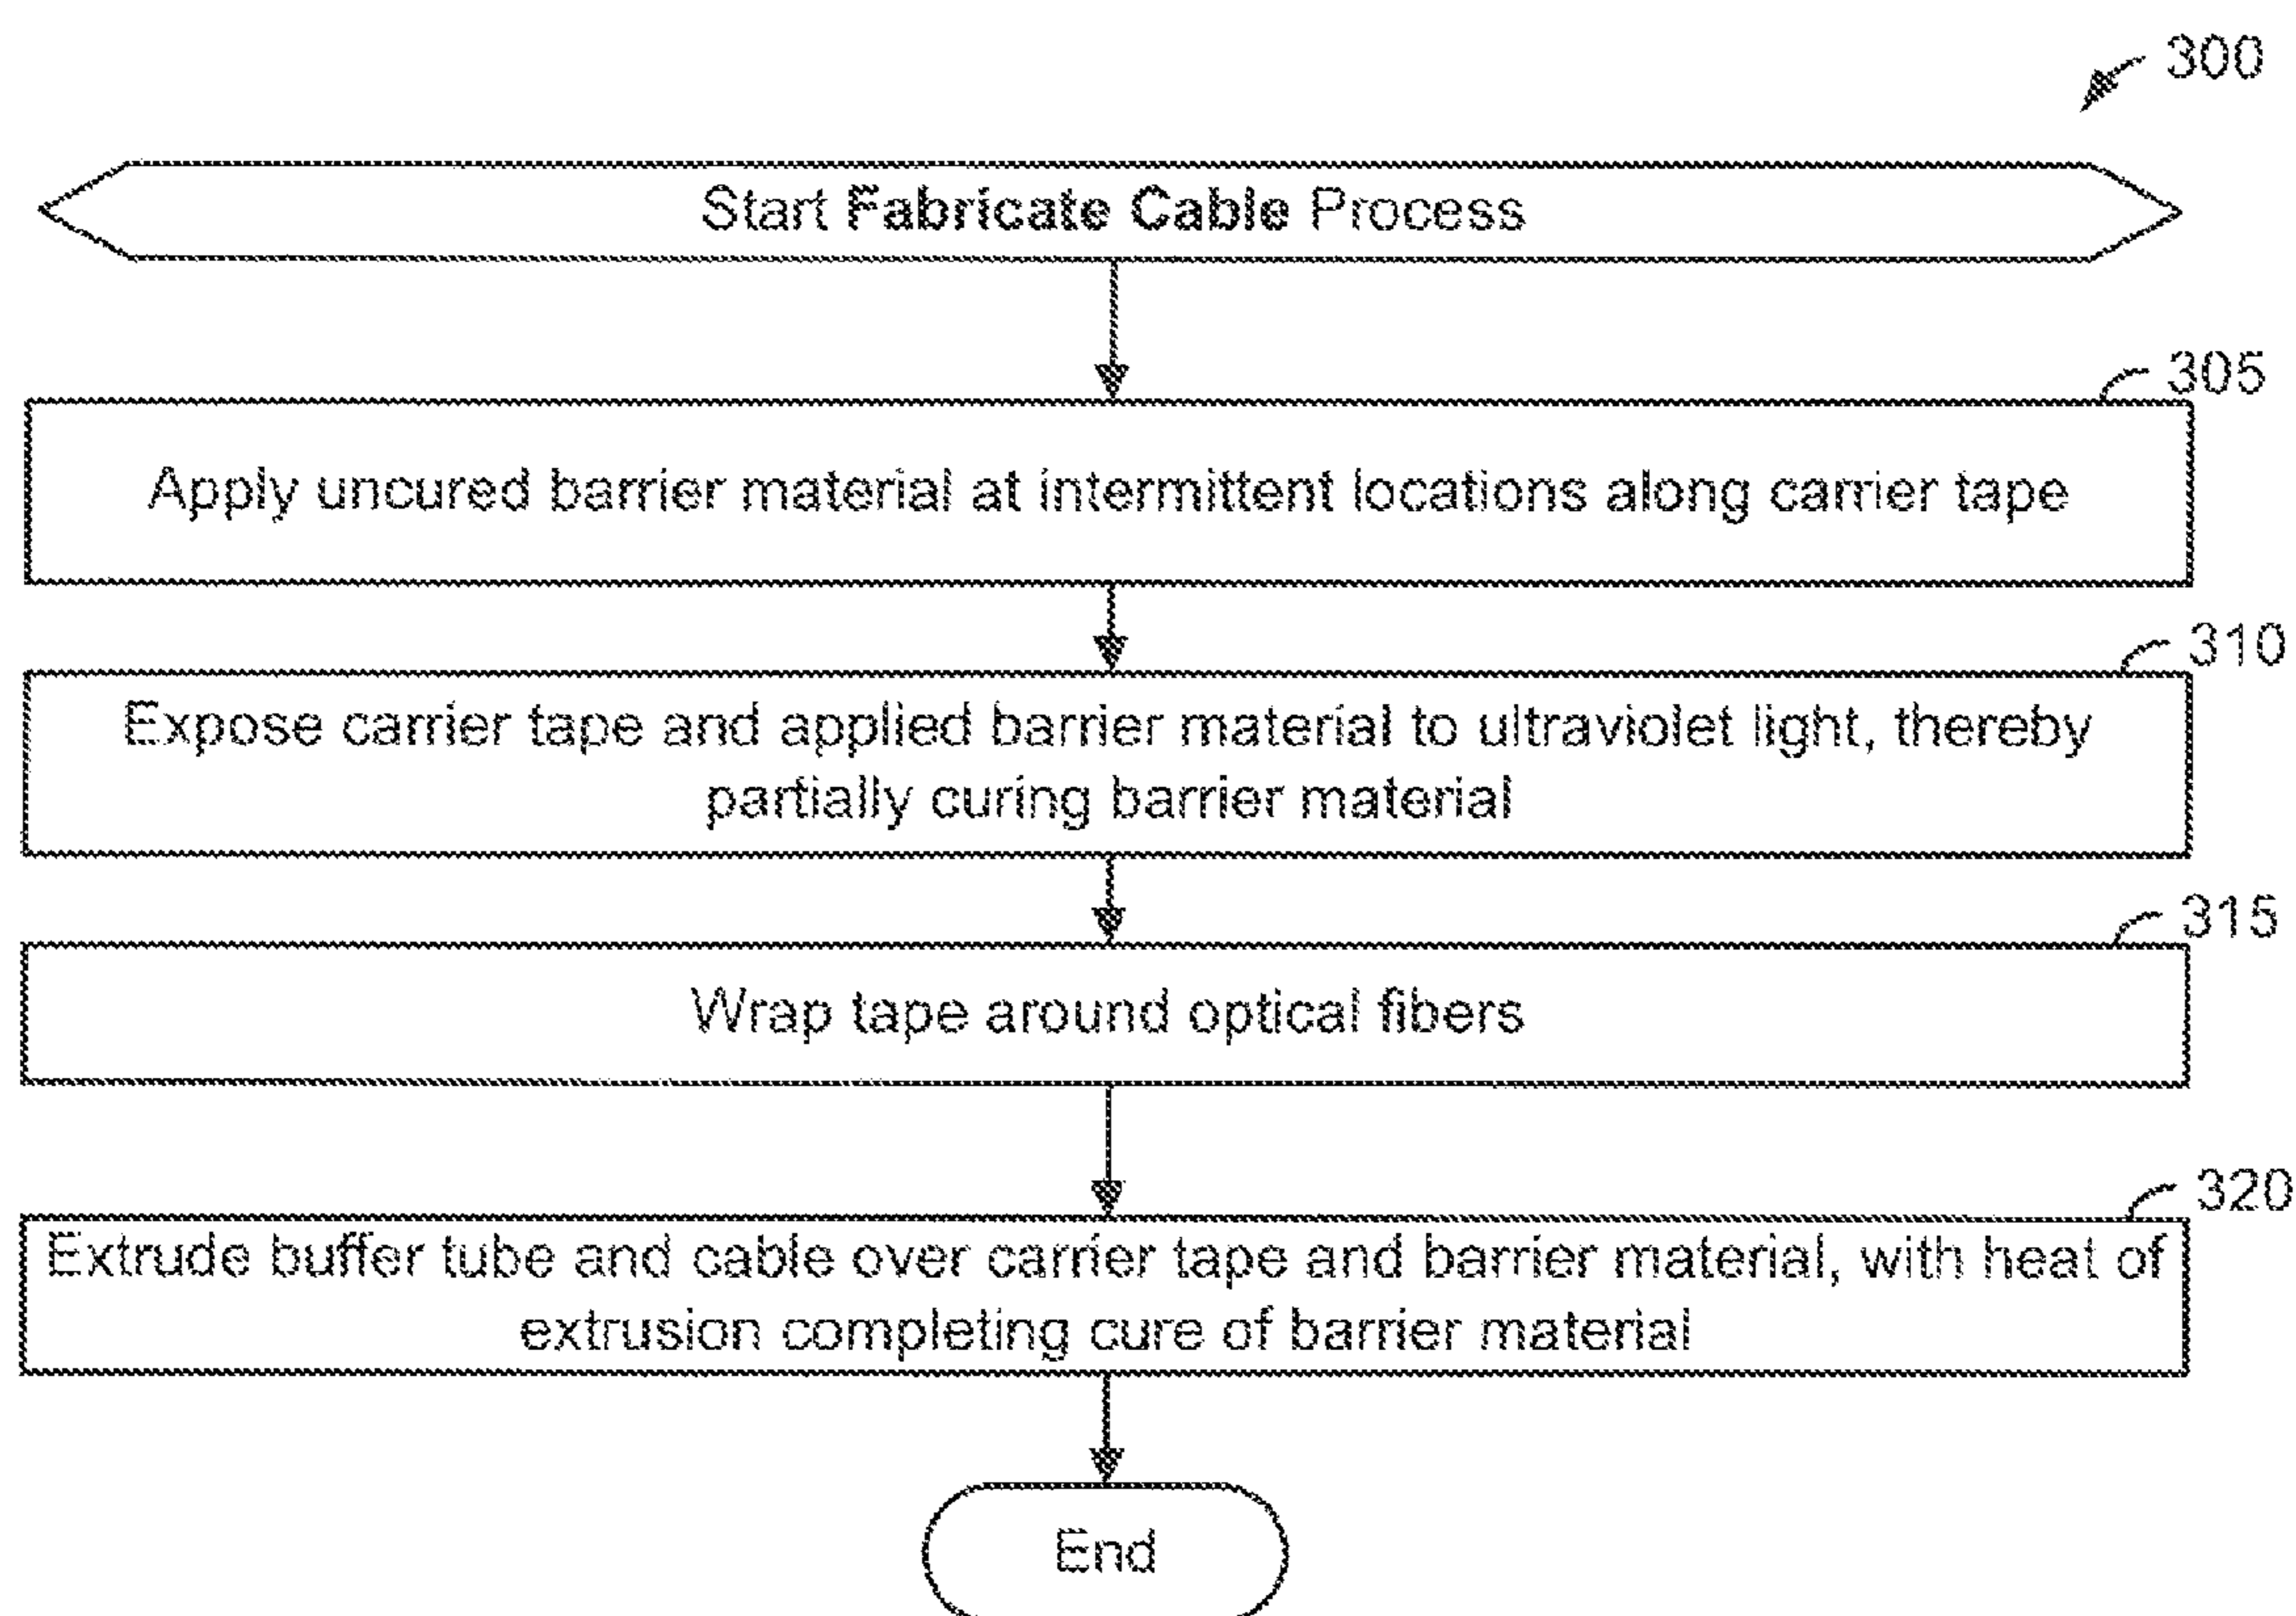 300
Start Fabricate Cable Process
305
Apply uncured barrier material at intermittent locations along carrier tape
310
Expose carrier tape and applied barrier material to ultraviolet light, thereby
partially curing barrier material
315
Wrap tape around optical fibers
320
Extrude buffer tube and cable over carrier tape and barrier material, with heat of
extrusion completing cure of barrier material
End